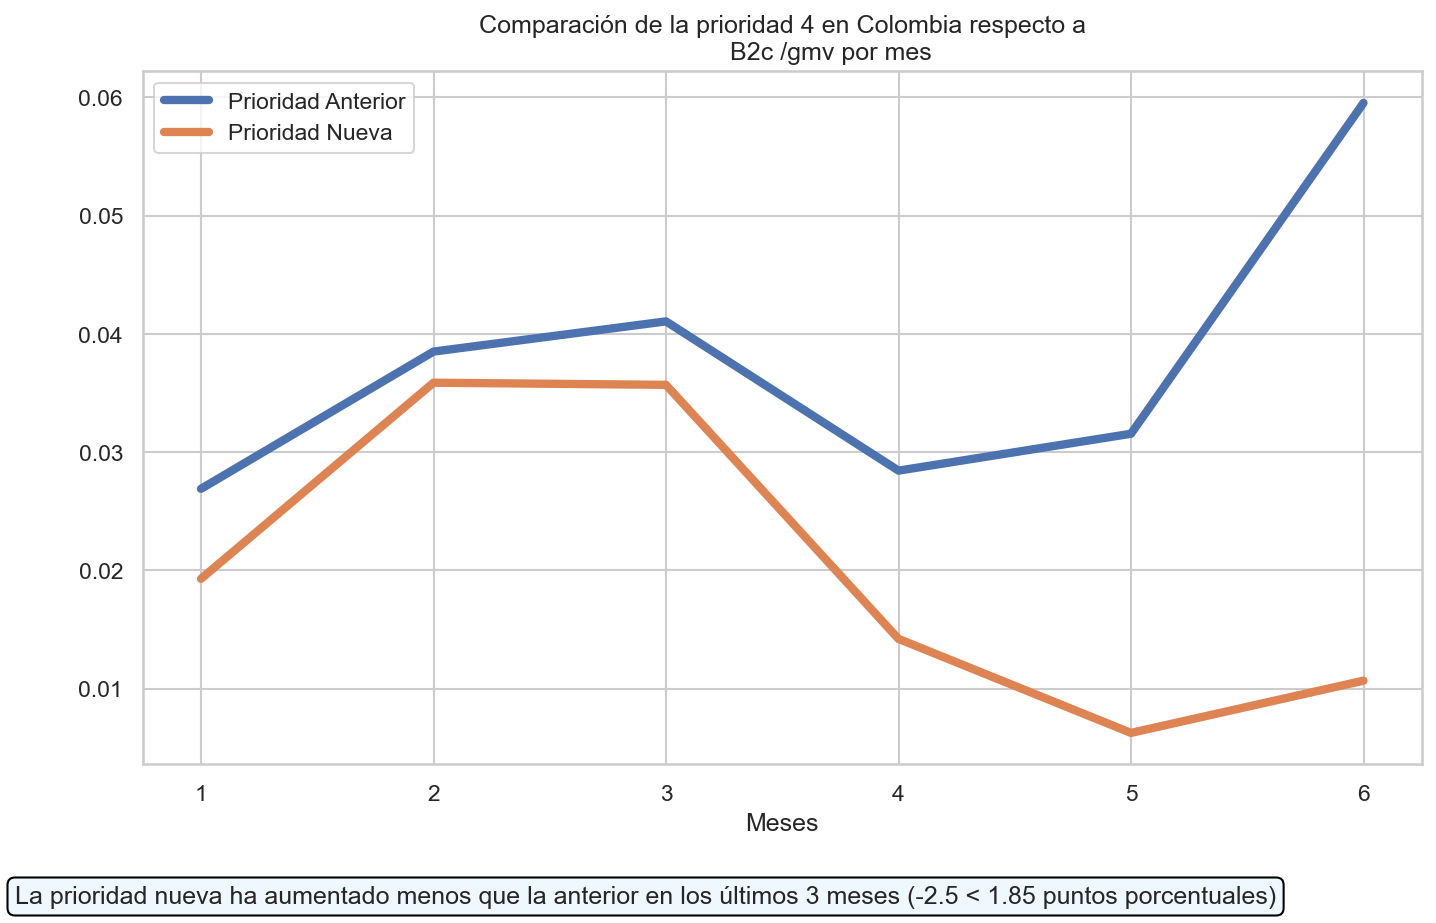 Comparación de la prioridad 4 en Colombia respecto a
B2c /gmv por mes
Prioridad Anterior
Prioridad Nueva
0.06
0.05
0.04
0.03
0.02
0.01
1 2 3 4 5 6
Meses
La prioridad nueva ha aumentado menos que la anterior en los últimos 3 meses (-2.5 < 1.85 puntos porcentuales)